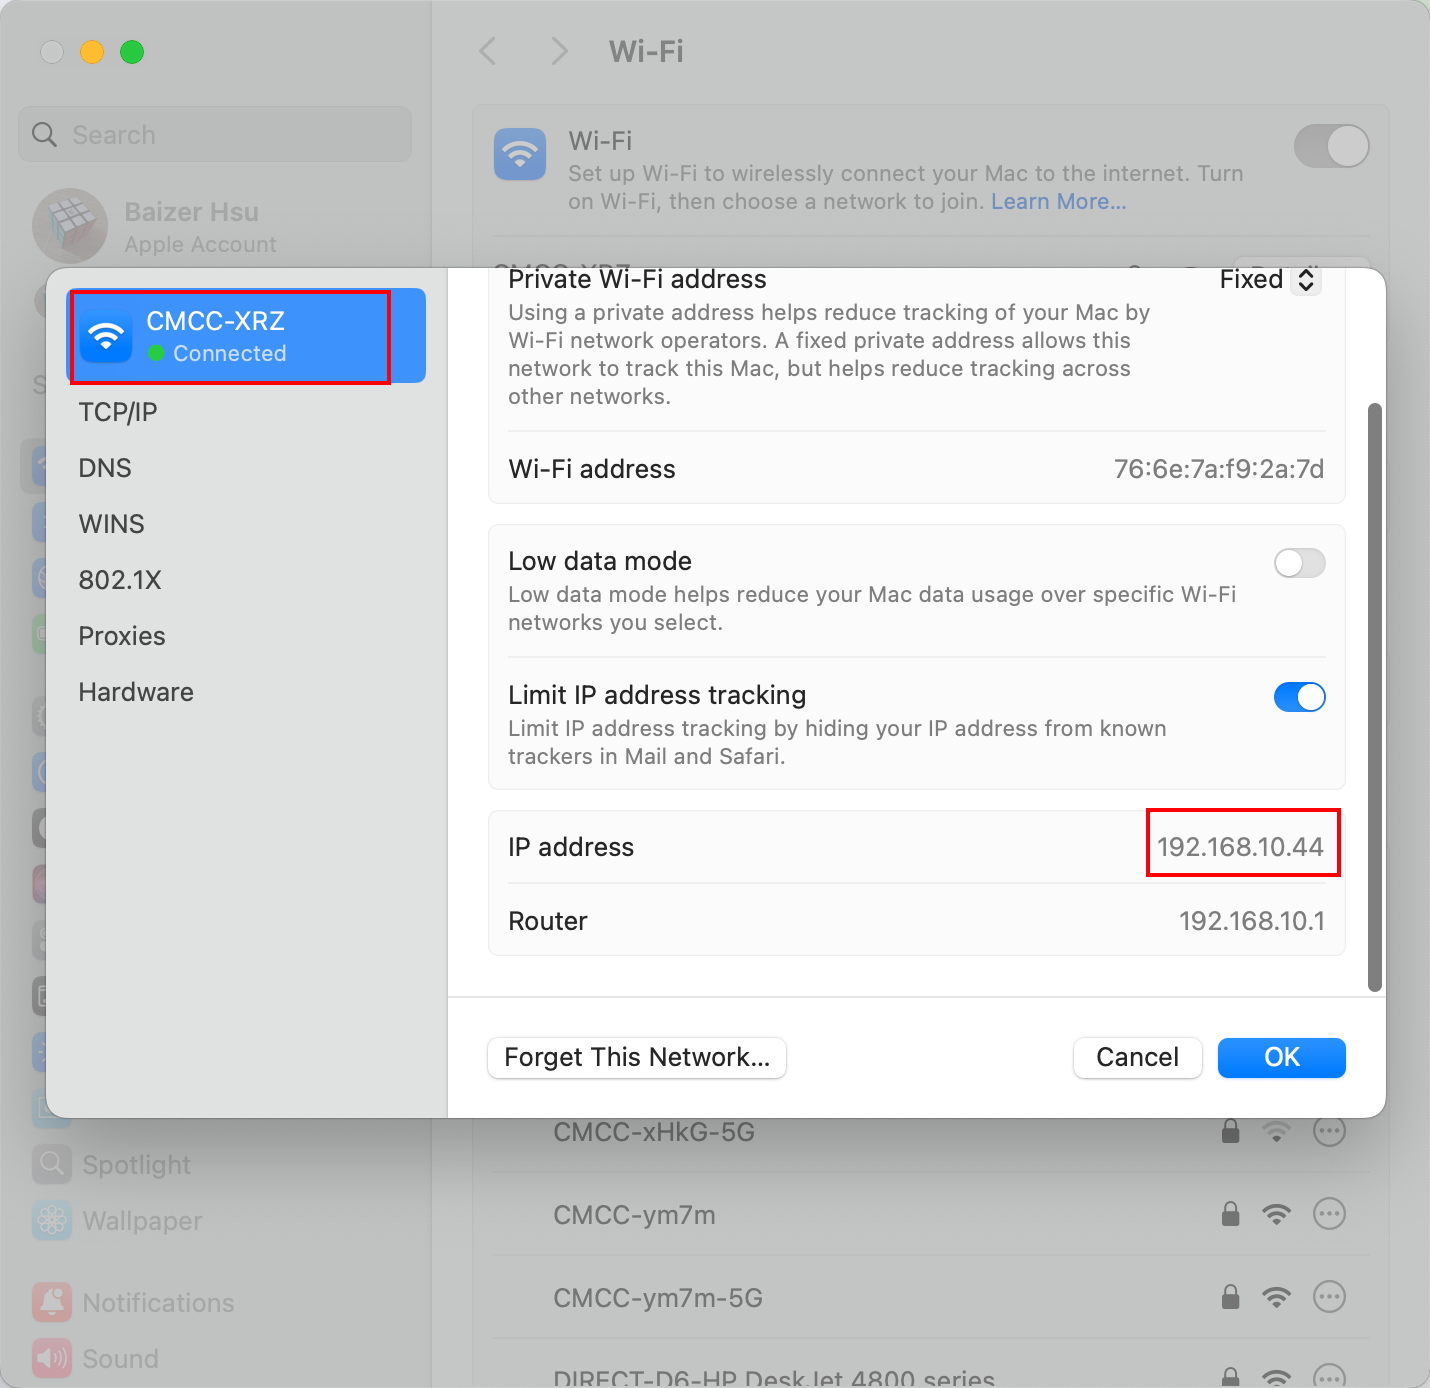 Wi-Fi
Search
Wi-Fi
Set up Wi-Fi to wirelessly connect your Mac to the internet. Turn
on Wi-Fi, then choose a network to join. Learn More...
Baizer Hsu
Apple Account
CMCC-XRZ
Connected
TCP/IP
DNS
WINS
802.1X
Proxies
Hardware
Private Wi-Fi address
Fixed
Using a private address helps reduce tracking of your Mac by
Wi-Fi network operators. A fixed private address allows this
network to track this Mac, but helps reduce tracking across
other networks.
Wi-Fi address
76:6e:7a:f9:2a:7d
Low data mode
Low data mode helps reduce your Mac data usage over specific Wi-Fi
networks you select.
Limit IP address tracking
Limit IP address tracking by hiding your IP address from known
trackers in Mail and Safari.
IP address
192.168.10.44
Router
192.168.10.1
Forget This Network...
Cancel
OK
Spotlight
Wallpaper
Notifications
Sound
CMCC-xHkG-5G
CMCC-ym7m
CMCC-ym7m-5G
DIRECT-D6-HP DeskJet 4800 series